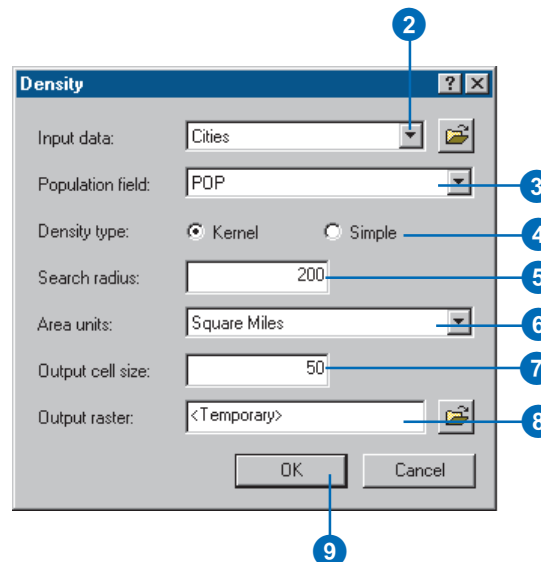 2
Density
Input data: Cities
Population field: POP 3
Density type: Kernel Simple 4
Search radius: 200 5
Area units: Square Miles 6
Output cell size: 50 7
Output raster: <Temporary> 8
OK Cancel
9